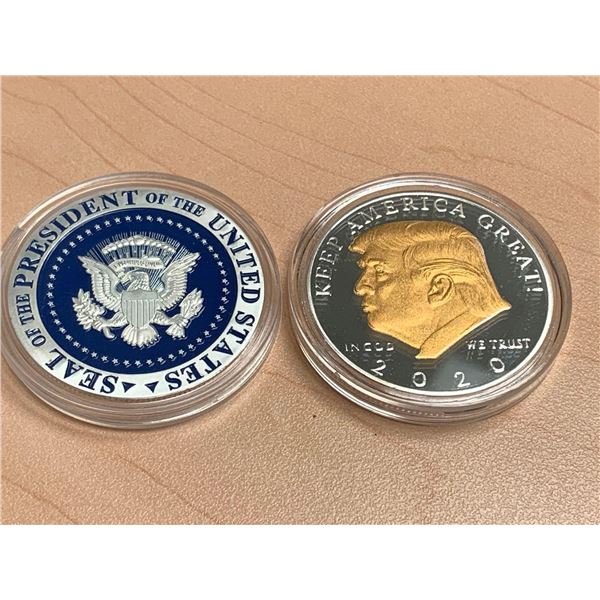 SEAL OF THE PRESIDENT OF THE UNITED STATES
KEEP AMERICA GREAT!
IN GOD WE TRUST
2020